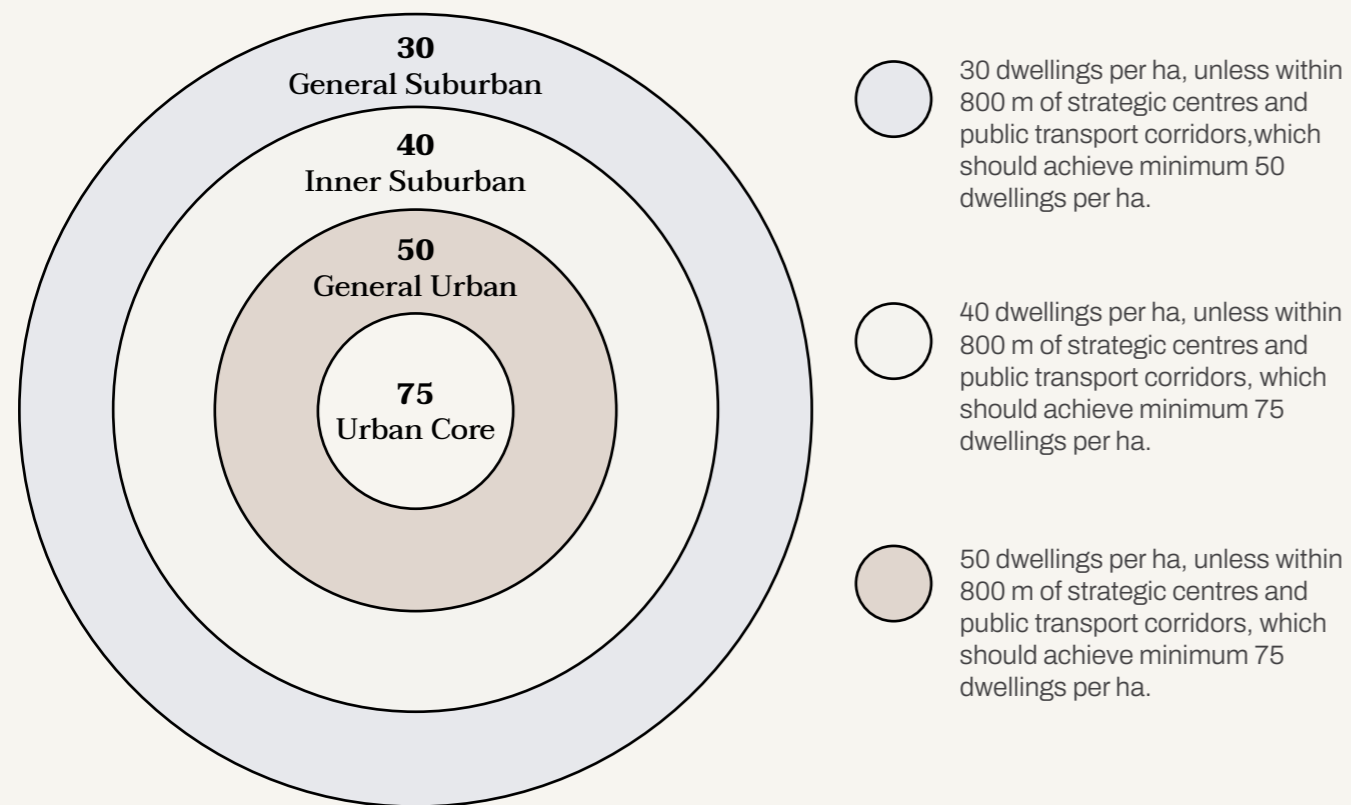 30
General Suburban
40
Inner Suburban
50
General Urban
75
Urban Core
30 dwellings per ha, unless within
800 m of strategic centres and
public transport corridors,which
should achieve minimum 50
dwellings per ha.
40 dwellings per ha, unless within
800 m of strategic centres and
public transport corridors, which
should achieve minimum 75
dwellings per ha.
50 dwellings per ha, unless within
800 m of strategic centres and
public transport corridors, which
should achieve minimum 75
dwellings per ha.